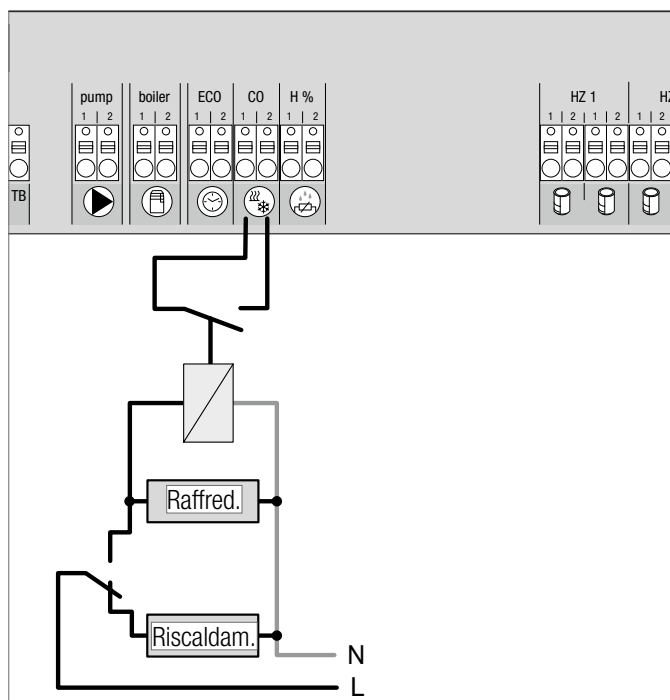 pump boiler ECO CO H % HZ 1 HZ
1 2 1 2 1 2 1 2 1 2 1 2 1 2 1
TB
Raffred.
Riscaldam.
N
L